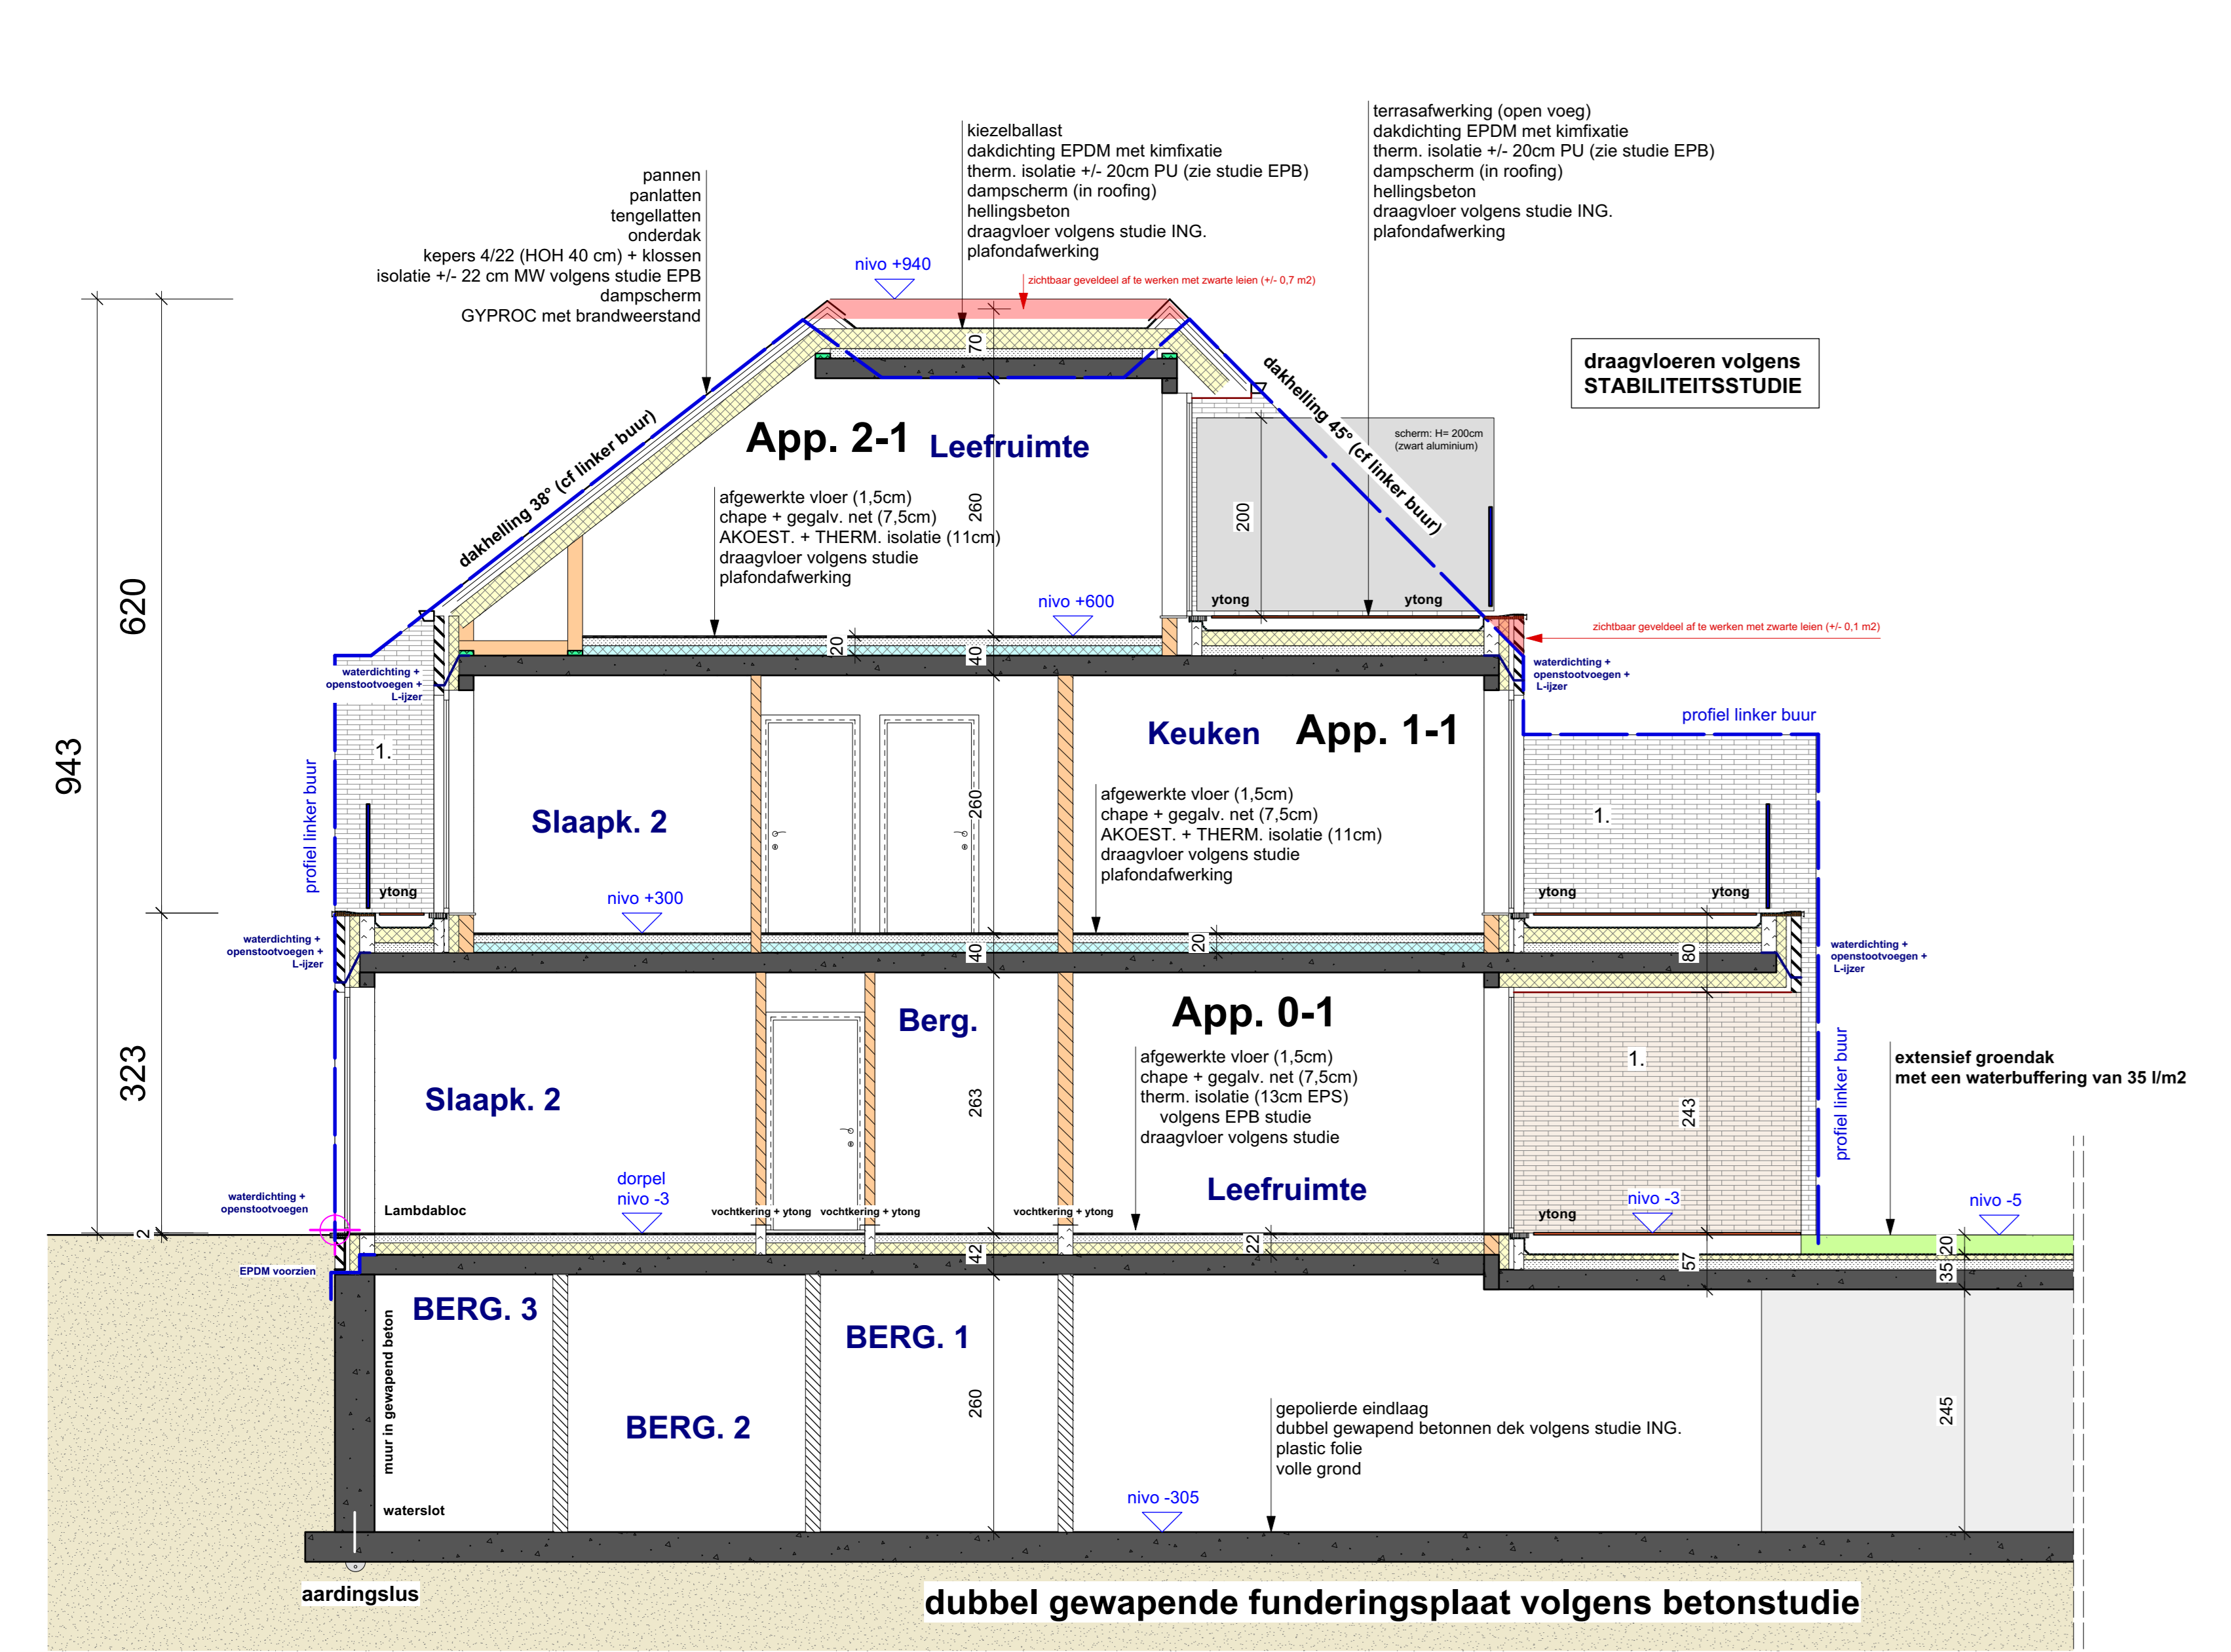 terrasafwerking (open voeg)
dakdichting EPDM met kimfixatie
therm. isolatie +/- 20cm PU (zie studie EPB)
dampscherm (in roofing)
hellingsbeton
draagvloer volgens studie ING.
plafondafwerking
kiezelballast
dakdichting EPDM met kimfixatie
therm. isolatie +/- 20cm PU (zie studie EPB)
dampscherm (in roofing)
hellingsbeton
draagvloer volgens studie ING.
plafondafwerking
pannen
panlatten
tengellatten
onderdak
kepers 4/22 (HOH 40 cm) + klossen
isolatie +/- 22 cm MW volgens studie EPB
dampscherm
GYPROC met brandweerstand
nivo +940
zichtbaar geveldeel af te werken met zwarte leien (+/- 0,7 m2)
draagvloeren volgens
STABILITEITSSTUDIE
70
dakhelling 38° (cf linker buur)
dakhelling 45° (cf linker buur)
App. 2-1
Leefruimte
scherm: H= 200cm
(zwart aluminium)
afgewerkte vloer (1,5cm)
chape + gegalv. net (7,5cm)
AKOEST. + THERM. isolatie (11cm)
draagvloer volgens studie
plafondafwerking
260
200
620
943
323
2
nivo +600
ytong
ytong
zichtbaar geveldeel af te werken met zwarte leien (+/- 0,1 m2)
20
40
waterdichting +
openstootvoegen +
L-ijzer
waterdichting +
openstootvoegen +
L-ijzer
profiel linker buur
profiel linker buur
1.
Keuken
App. 1-1
Slaapk. 2
260
afgewerkte vloer (1,5cm)
chape + gegalv. net (7,5cm)
AKOEST. + THERM. isolatie (11cm)
draagvloer volgens studie
plafondafwerking
1.
ytong
nivo +300
ytong
ytong
waterdichting +
openstootvoegen +
L-ijzer
40
20
80
waterdichting +
openstootvoegen +
L-ijzer
Berg.
App. 0-1
afgewerkte vloer (1,5cm)
chape + gegalv. net (7,5cm)
therm. isolatie (13cm EPS)
volgens EPB studie
draagvloer volgens studie
1.
profiel linker buur
extensief groendak
met een waterbuffering van 35 l/m2
Slaapk. 2
263
243
Leefruimte
dorpel
nivo -3
nivo -3
nivo -5
waterdichting +
openstootvoegen
Lambdabloc
vochtkering + ytong
vochtkering + ytong
vochtkering + ytong
ytong
42
22
57
20
35
EPDM voorzien
BERG. 3
BERG. 1
BERG. 2
muur in gewapend beton
260
245
gepolierde eindlaag
dubbel gewapend betonnen dek volgens studie ING.
plastic folie
volle grond
waterslot
nivo -305
aardingslus
dubbel gewapende funderingsplaat volgens betonstudie